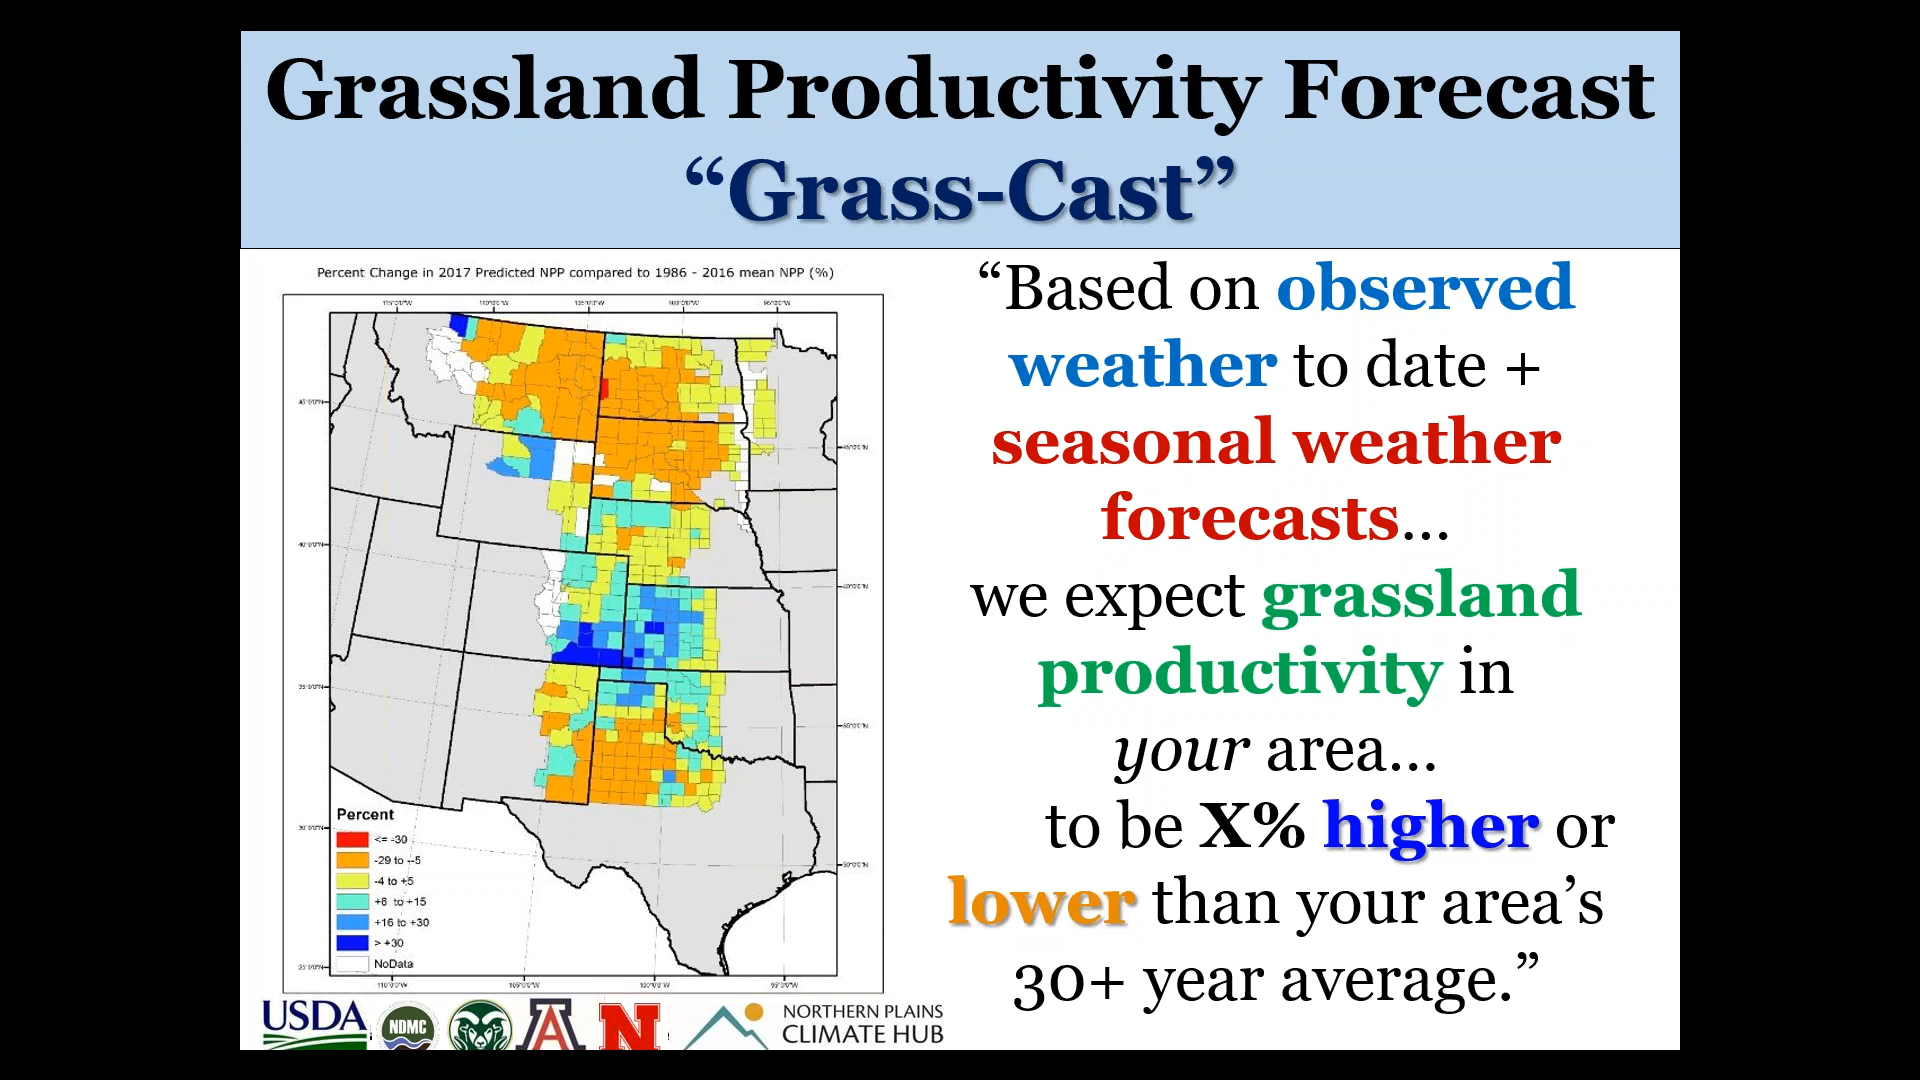 Grassland Productivity Forecast
“Grass-Cast”
Percent Change in 2017 Predicted NPP compared to 1986 - 2016 mean NPP (%)
Percent
<= -30
-29 to --5
-4 to +5
+6 to +15
+16 to +30
> +30
NoData
USDA
NDMC
A
N
NORTHERN PLAINS
CLIMATE HUB
“Based on observed
weather to date +
seasonal weather
forecasts...
we expect grassland
productivity in
your area...
to be X% higher or
lower than your area’s
30+ year average.”